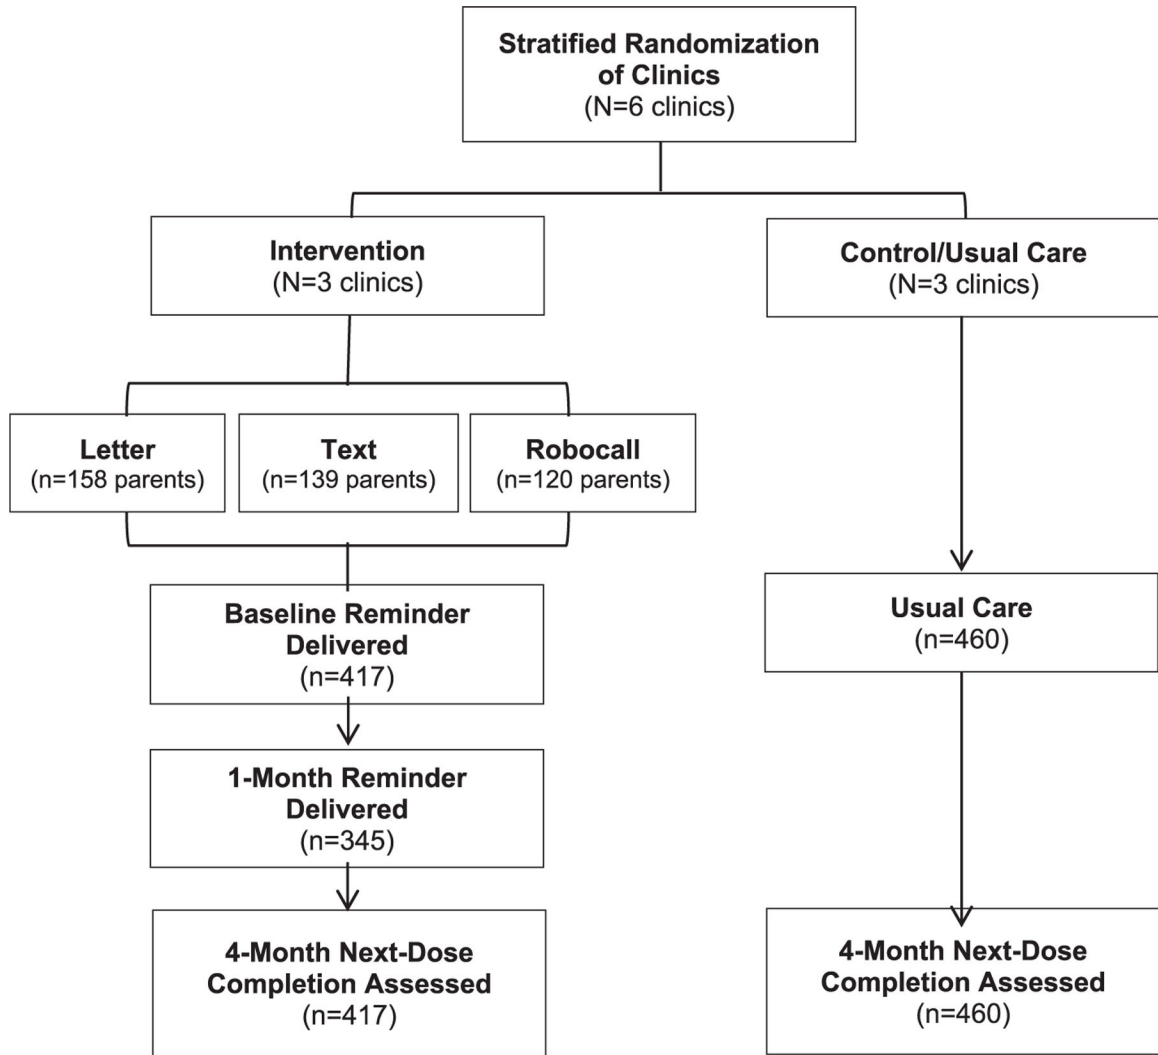 Stratified Randomization
of Clinics
(N=6 clinics)
Intervention
(N=3 clinics)
Control/Usual Care
(N=3 clinics)
Letter
(n=158 parents)
Text
(n=139 parents)
Robocall
(n=120 parents)
Baseline Reminder
Delivered
(n=417)
Usual Care
(n=460)
1-Month Reminder
Delivered
(n=345)
4-Month Next-Dose
Completion Assessed
(n=417)
4-Month Next-Dose
Completion Assessed
(n=460)